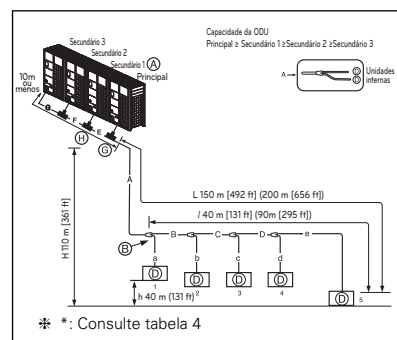 Capacidade da ODU
Principal ≥ Secundário 1 ≥Secundário 2 ≥Secundário 3
Secundário 3
Secundário 2
Secundário 1
A
Principal
10m
ou
menos
A
D
D
Unidades
internas
G
F
E
H
G
A
L 150 m [492 ft] (200 m [656 ft])
l 40 m [131 ft] (90m [295 ft])
H 110 m [361 ft]
B
B
C
D
e
a
b
c
d
D
D
D
D
D
1
2
3
4
5
h 40 m (131 ft)
❉ *: Consulte tabela 4